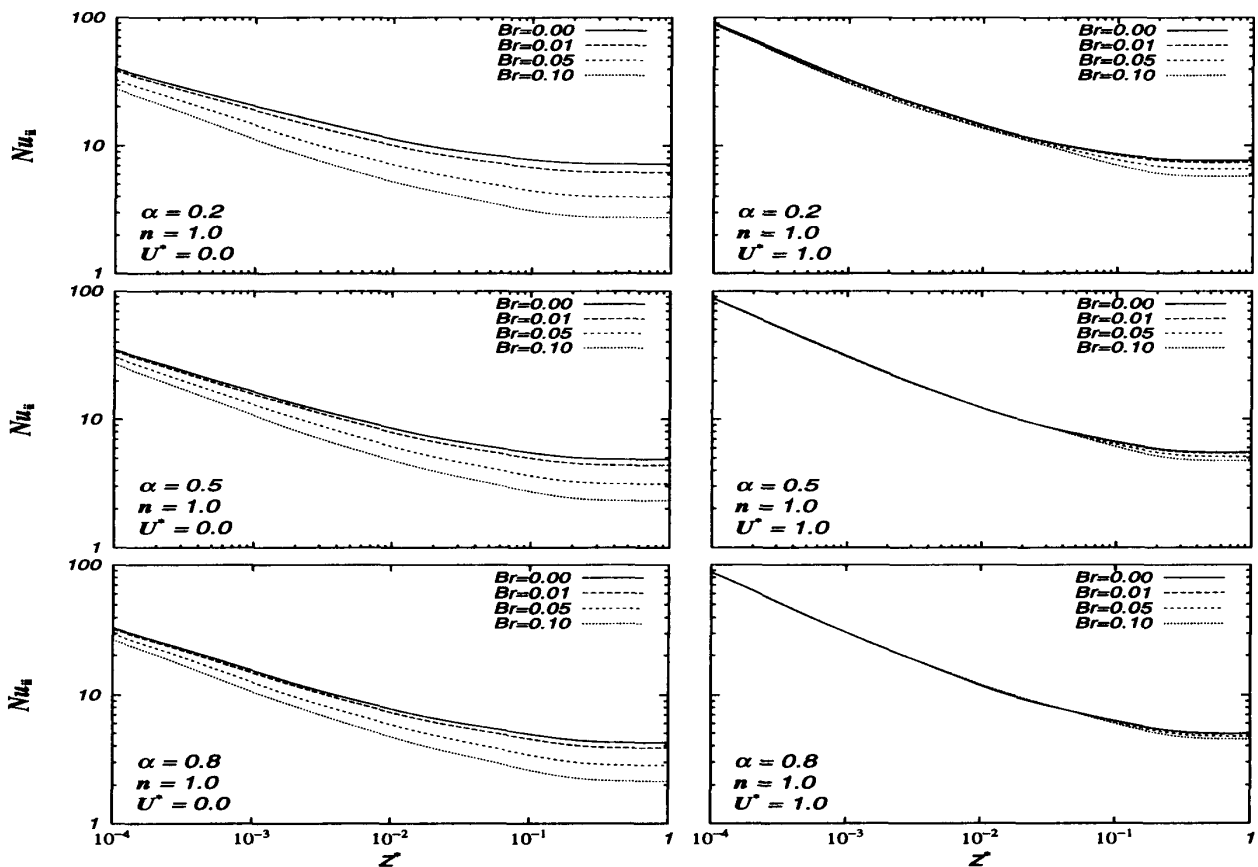 100
10
1
Nu_ii
Br=0.00
Br=0.01
Br=0.05
Br=0.10
α = 0.2
n = 1.0
U* = 0.0
Br=0.00
Br=0.01
Br=0.05
Br=0.10
α = 0.2
n = 1.0
U* = 1.0
100
10
1
Nu_ii
Br=0.00
Br=0.01
Br=0.05
Br=0.10
α = 0.5
n = 1.0
U* = 0.0
Br=0.00
Br=0.01
Br=0.05
Br=0.10
α = 0.5
n = 1.0
U* = 1.0
100
10
1
Nu_ii
Br=0.00
Br=0.01
Br=0.05
Br=0.10
α = 0.8
n = 1.0
U* = 0.0
10⁻⁴ 10⁻³ 10⁻² 10⁻¹ 1
z*
Br=0.00
Br=0.01
Br=0.05
Br=0.10
α = 0.8
n = 1.0
U* = 1.0
10⁻⁴ 10⁻³ 10⁻² 10⁻¹ 1
z*